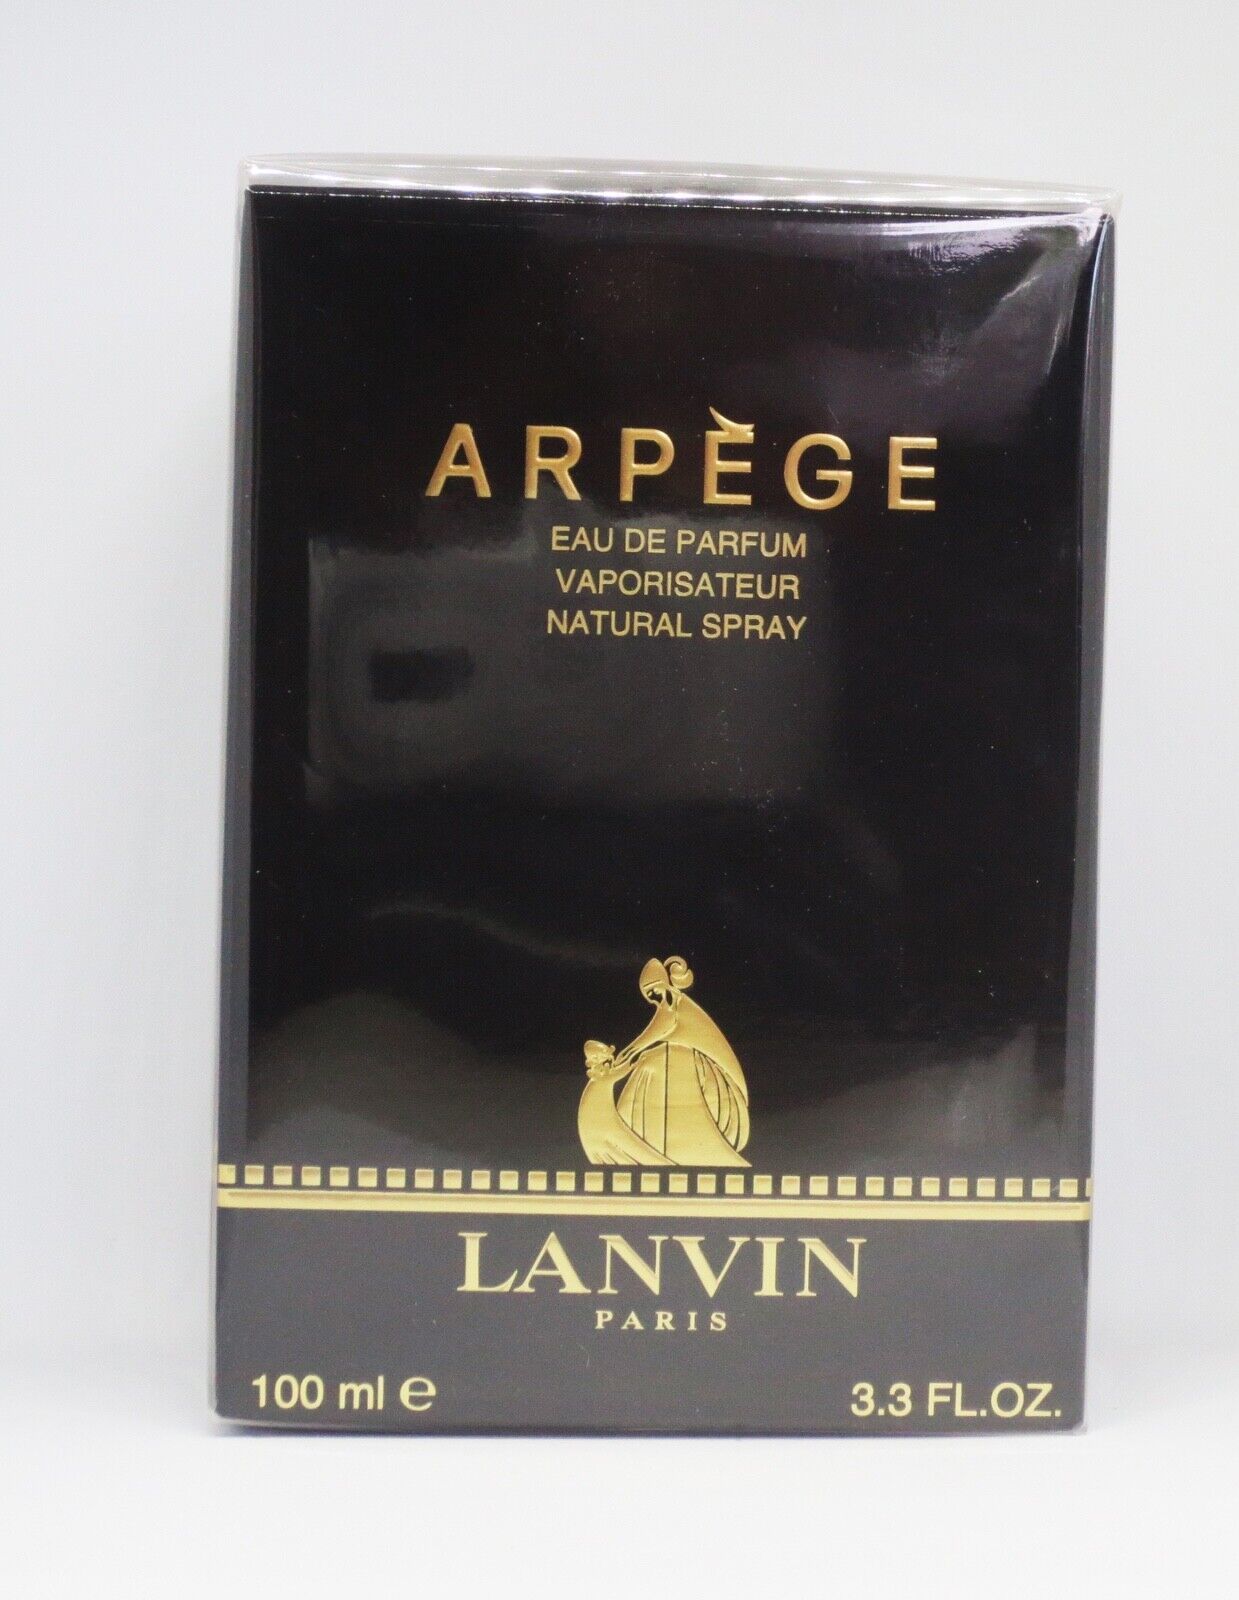 ARPÈGE
EAU DE PARFUM
VAPORISATEUR
NATURAL SPRAY
LANVIN
PARIS
100 ml ℮ 3.3 FL.OZ.